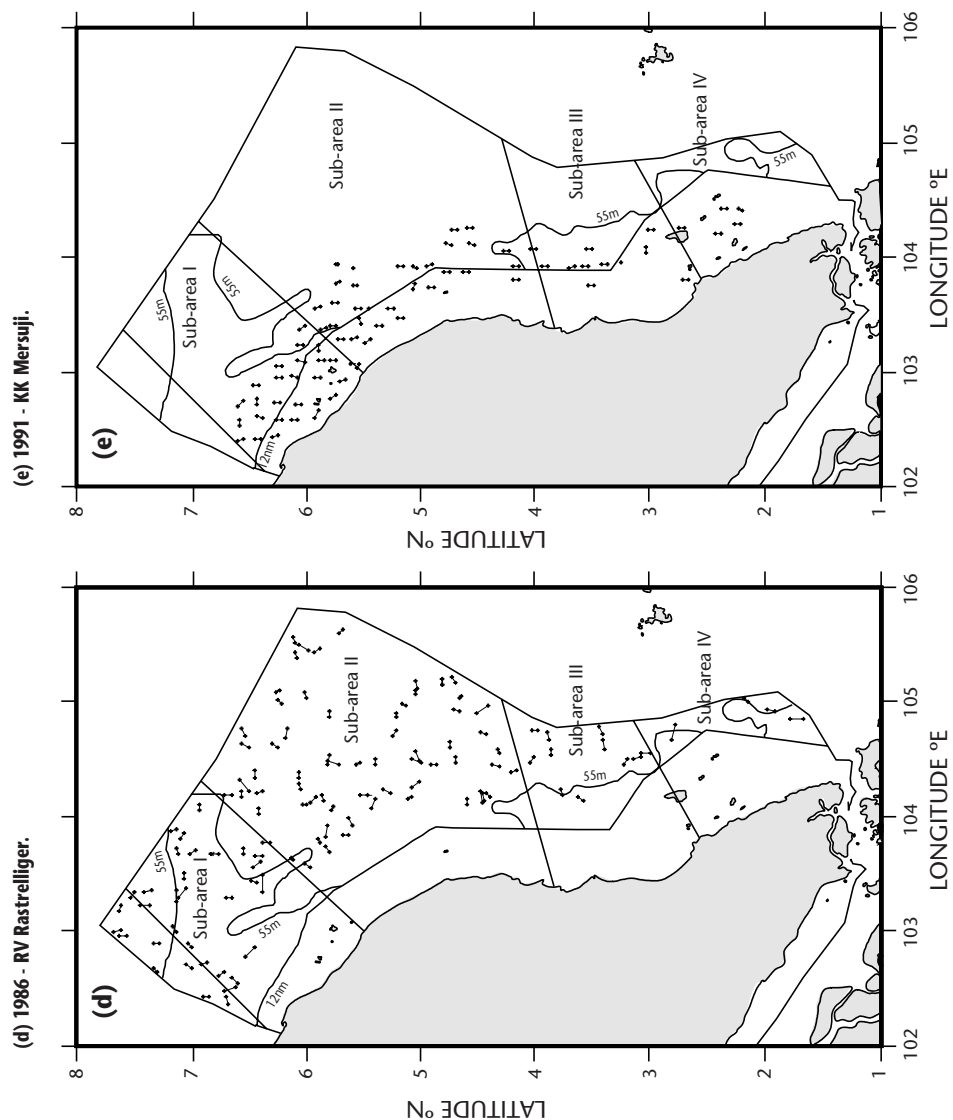 (d) 1986 - RV Rastrelliger.
(d)
8
7
6
5
4
3
2
1
LATITUDE °N
55m
Sub-area I
55m
12nm
Sub-area II
Sub-area III
55m
Sub-area IV
102
103
104
105
106
LONGITUDE ºE
(e) 1991 - KK Mersuji.
(e)
8
7
6
5
4
3
2
1
LATITUDE °N
55m
Sub-area I
55m
12nm
Sub-area II
Sub-area III
55m
Sub-area IV
55m
102
103
104
105
106
LONGITUDE ºE